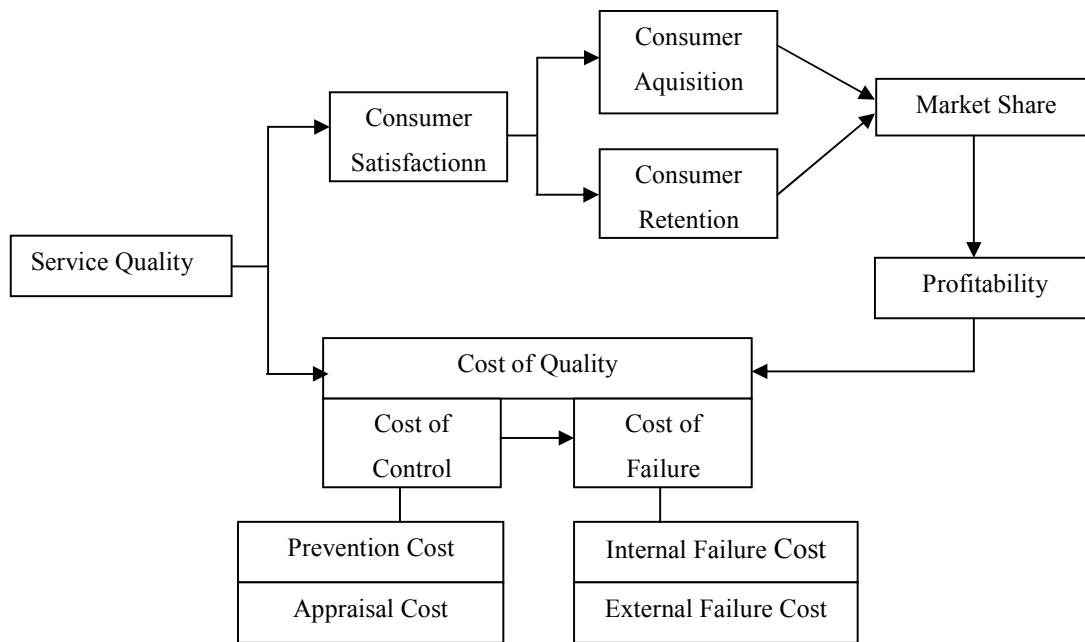 Consumer
Aquisition
Market Share
Consumer
Satisfactionn
Consumer
Retention
Service Quality
Profitability
Cost of Quality
Cost of
Control
Cost of
Failure
Prevention Cost
Internal Failure Cost
Appraisal Cost
External Failure Cost